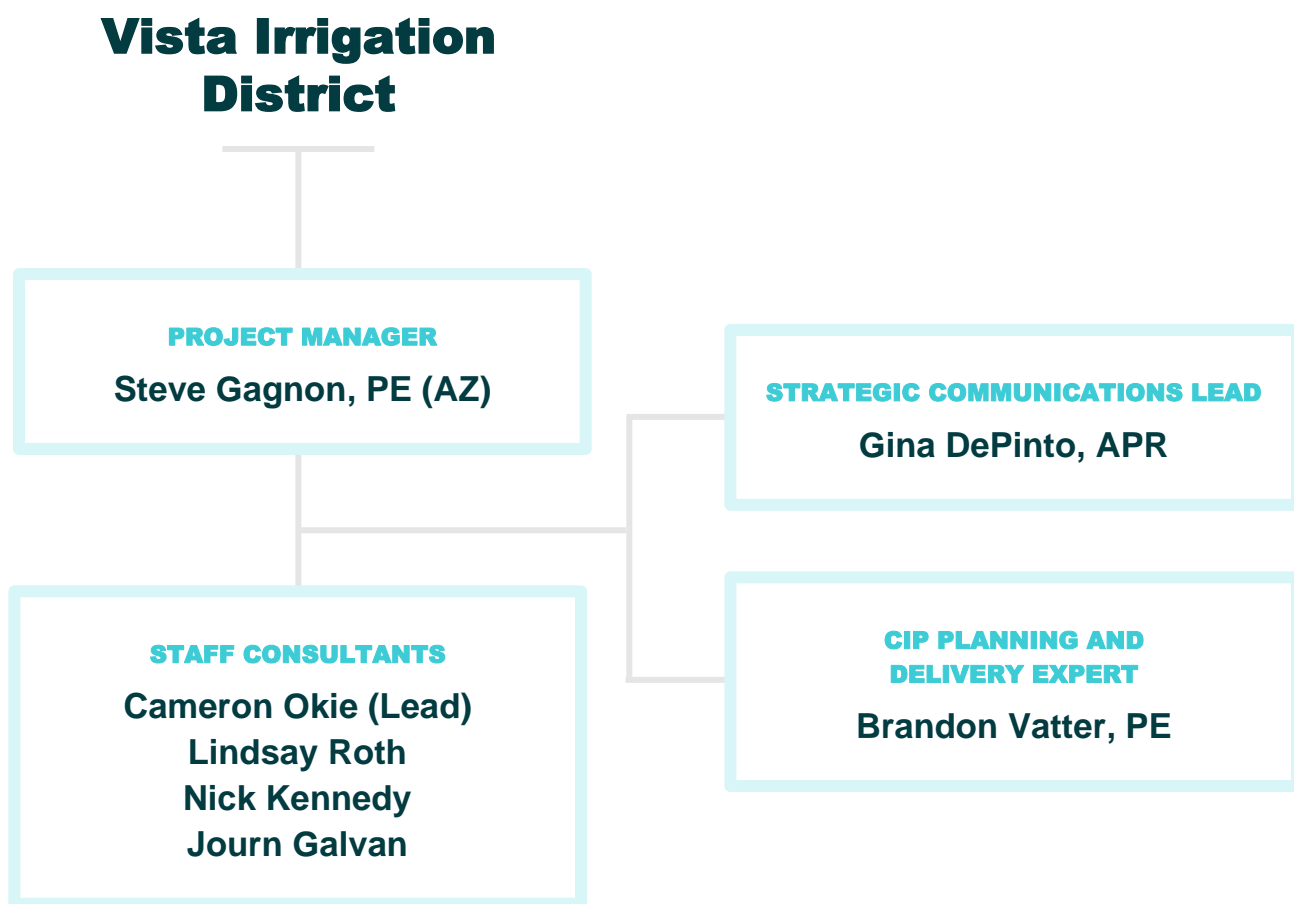 Vista Irrigation
District
PROJECT MANAGER
Steve Gagnon, PE (AZ)
STRATEGIC COMMUNICATIONS LEAD
Gina DePinto, APR
CIP PLANNING AND
DELIVERY EXPERT
Brandon Vatter, PE
STAFF CONSULTANTS
Cameron Okie (Lead)
Lindsay Roth
Nick Kennedy
Journ Galvan